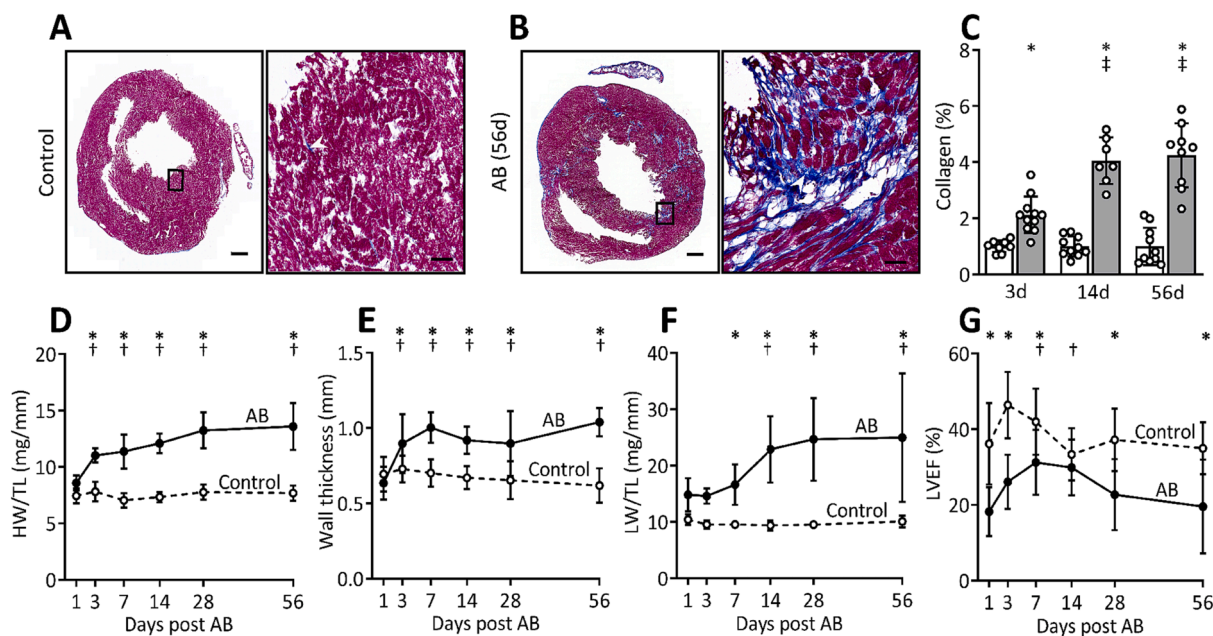 A
Control
B
AB (56d)
C
Collagen (%)
8
6
4
2
0
* * *
‡ ‡
3d 14d 56d
D
* * * * *
† † † † †
HW/TL (mg/mm)
20
15
10
5
0
AB
Control
1 3 7 14 28 56
Days post AB
E
* * * * *
† † † † †
Wall thickness (mm)
1.5
1.0
0.5
0.0
AB
Control
1 3 7 14 28 56
Days post AB
F
* * * *
† † †
LW/TL (mg/mm)
40
30
20
10
0
AB
Control
1 3 7 14 28 56
Days post AB
G
* * * * *
† †
LVEF (%)
60
40
20
0
Control
AB
1 3 7 14 28 56
Days post AB